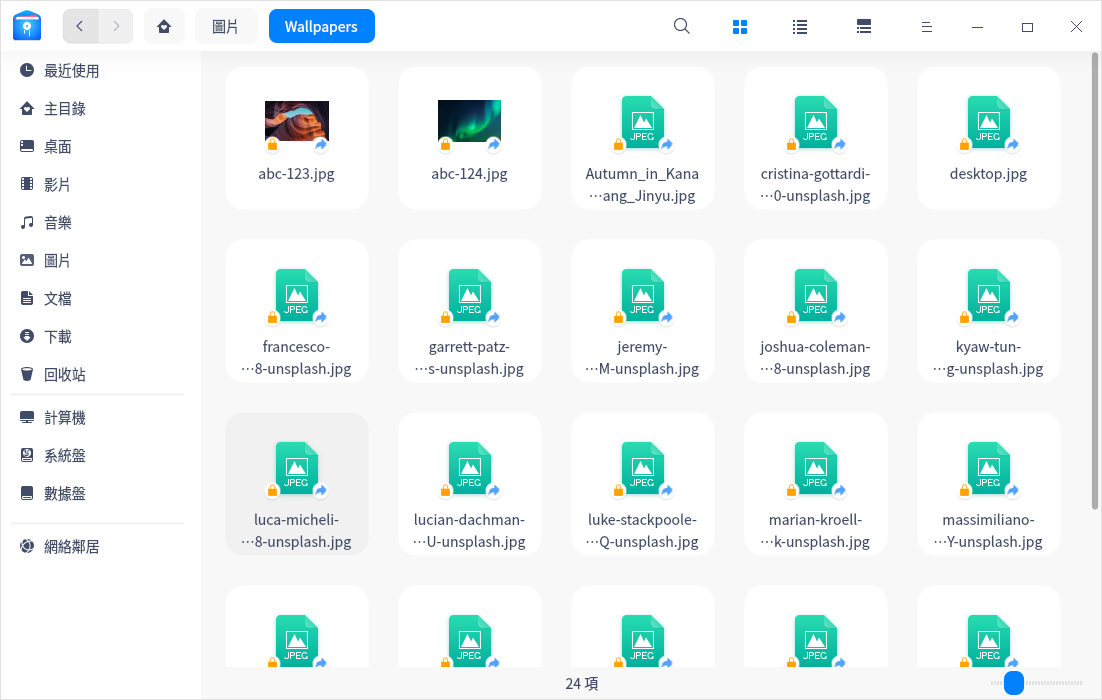 圖片
Wallpapers
最近使用
主目錄
桌面
影片
音樂
圖片
文檔
下載
回收站
計算機
系統盤
數據盤
網絡鄰居
abc-123.jpg
abc-124.jpg
JPEG
Autumn_in_Kana
⋯ang_Jinyu.jpg
JPEG
cristina-gottardi-
⋯0-unsplash.jpg
JPEG
desktop.jpg
JPEG
francesco-
⋯8-unsplash.jpg
JPEG
garrett-patz-
⋯s-unsplash.jpg
JPEG
jeremy-
⋯M-unsplash.jpg
JPEG
joshua-coleman-
⋯8-unsplash.jpg
JPEG
kyaw-tun-
⋯g-unsplash.jpg
JPEG
luca-micheli-
⋯8-unsplash.jpg
JPEG
lucian-dachman-
⋯U-unsplash.jpg
JPEG
luke-stackpoole-
⋯Q-unsplash.jpg
JPEG
marian-kroell-
⋯k-unsplash.jpg
JPEG
massimiliano-
⋯Y-unsplash.jpg
JPEG
JPEG
JPEG
JPEG
JPEG
24 項